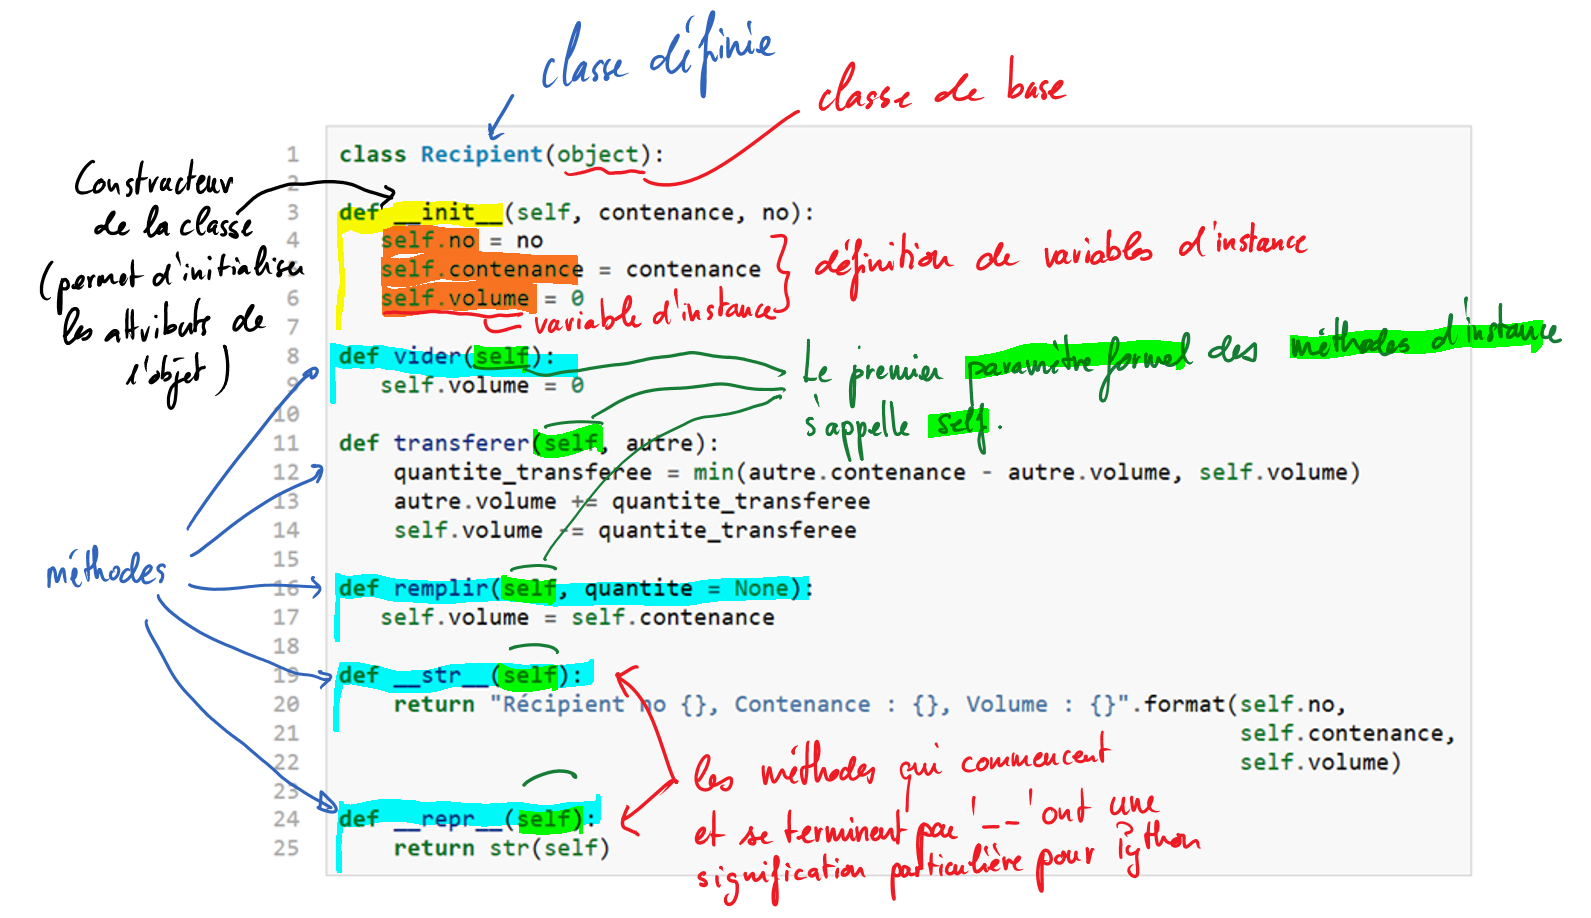 classe définie
classe de base
1 class Recipient(object):
2
Constructeur
de la classe
(permet d'initialiser
les attributs de
l'objet)
3 def __init__(self, contenance, no):
4 self.no = no
5 self.contenance = contenance
6 self.volume = 0
définition de variables d'instance
variable d'instance
7
8 def vider(self):
9 self.volume = 0
Le premier paramètre formel des méthodes d'instance
s'appelle self.
10
11 def transferer(self, autre):
12 quantite_transferee = min(autre.contenance - autre.volume, self.volume)
13 autre.volume += quantite_transferee
14 self.volume -= quantite_transferee
15
méthodes
16 def remplir(self, quantite = None):
17 self.volume = self.contenance
18
19 def __str__(self):
20 return "Récipient no {}, Contenance : {}, Volume : {}".format(self.no,
21 self.contenance,
22 self.volume)
23
24 def __repr__(self):
25 return str(self)
les méthodes qui commencent
et se terminent par '__' ont une
signification particulière pour Python